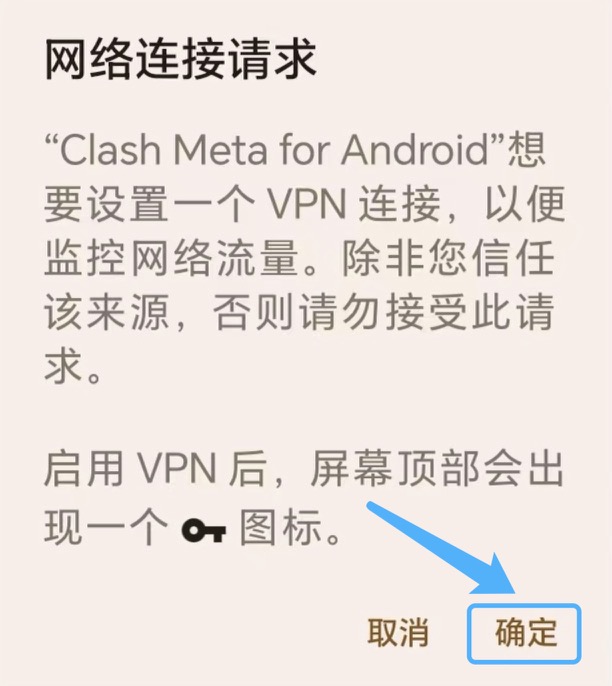 网络连接请求
“Clash Meta for Android”想
要设置一个 VPN 连接，以便
监控网络流量。除非您信任
该来源，否则请勿接受此请
求。
启用 VPN 后，屏幕顶部会出
现一个 图标。
取消 确定